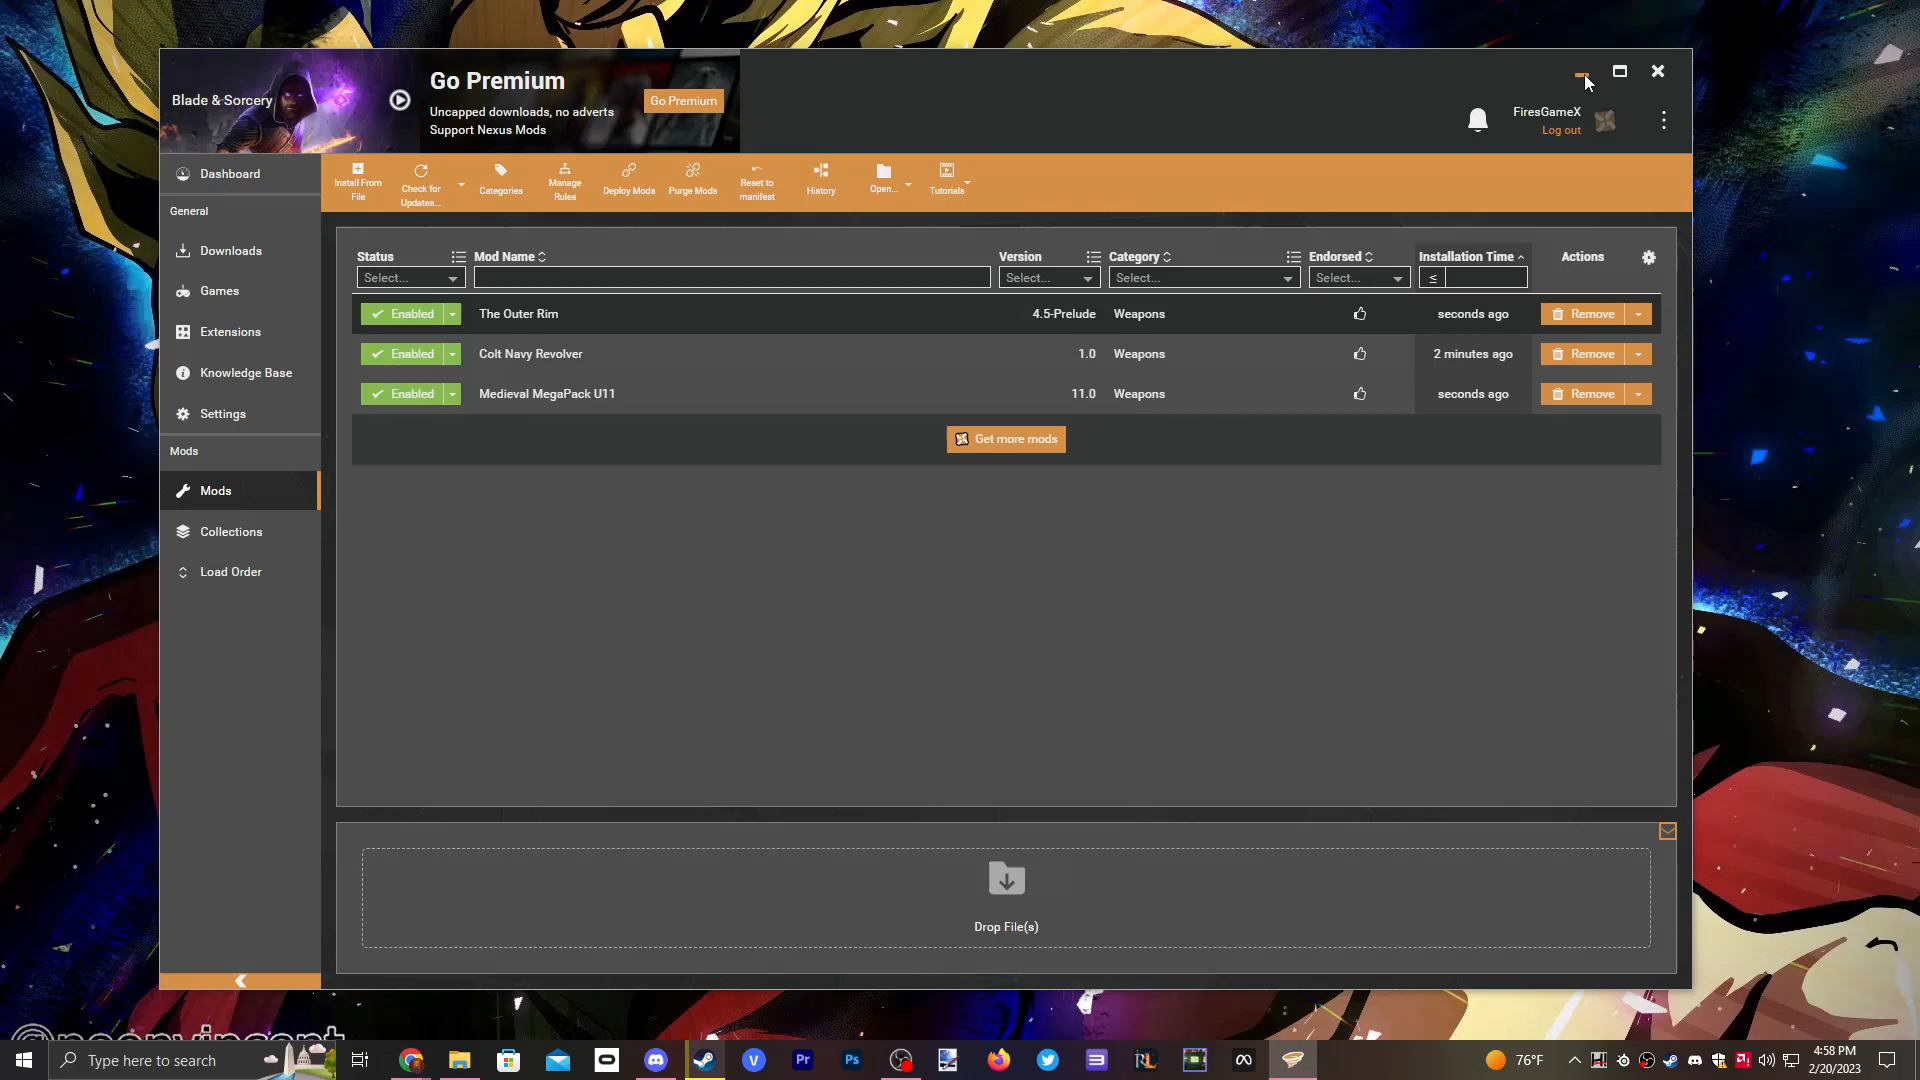 Blade & Sorcery
Go Premium
Uncapped downloads, no adverts
Support Nexus Mods
Go Premium
FiresGameX
Log out
Dashboard
General
Downloads
Games
Extensions
Knowledge Base
Settings
Mods
Mods
Collections
Load Order
Install From File
Check for Updates...
Categories
Manage Rules
Deploy Mods
Purge Mods
Reset to manifest
History
Open...
Tutorials
Status Mod Name Version Category Endorsed Installation Time Actions
Select... Select... Select... Select... ≤
Enabled The Outer Rim 4.5-Prelude Weapons seconds ago Remove
Enabled Colt Navy Revolver 1.0 Weapons 2 minutes ago Remove
Enabled Medieval MegaPack U11 11.0 Weapons seconds ago Remove
Get more mods
Drop File(s)
Type here to search
V Pr Ps RL
76°F
4:58 PM
2/20/2023